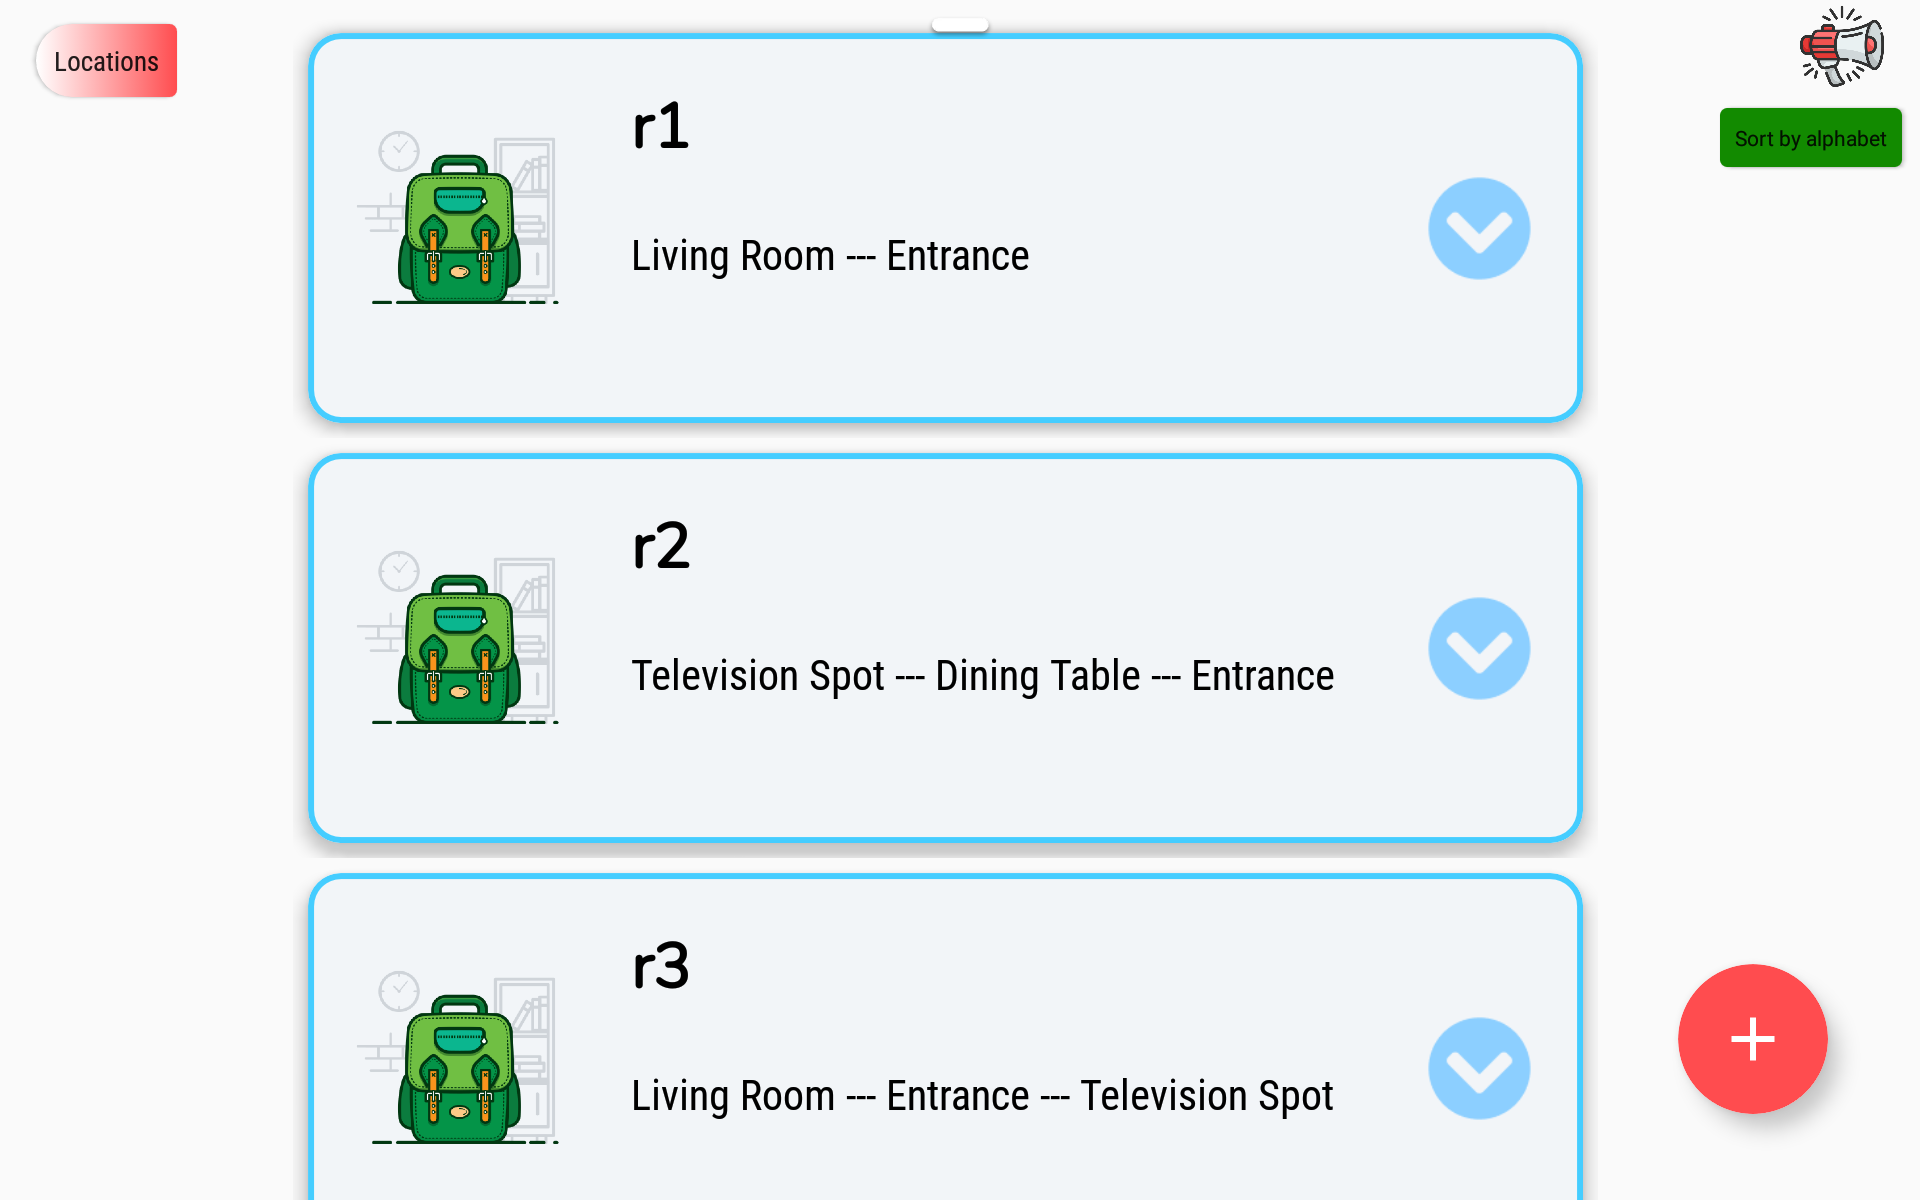 Locations
Sort by alphabet
r1
Living Room --- Entrance
r2
Television Spot --- Dining Table --- Entrance
r3
Living Room --- Entrance --- Television Spot